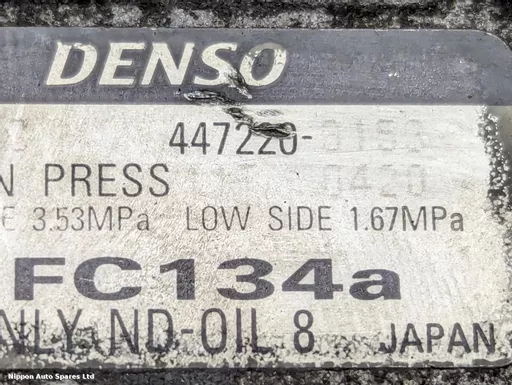 DENSO
447220-
N PRESS
E 3.53MPa LOW SIDE 1.67MPa
FC134a
NLY ND-OIL 8 JAPAN
Nippon Auto Spares Ltd